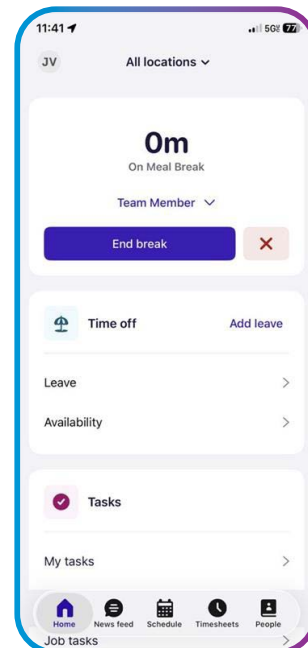 11:41 5G 77
JV All locations
0m
On Meal Break
Team Member
End break
Time off Add leave
Leave
Availability
Tasks
My tasks
Home News feed Schedule Timesheets People
Job tasks